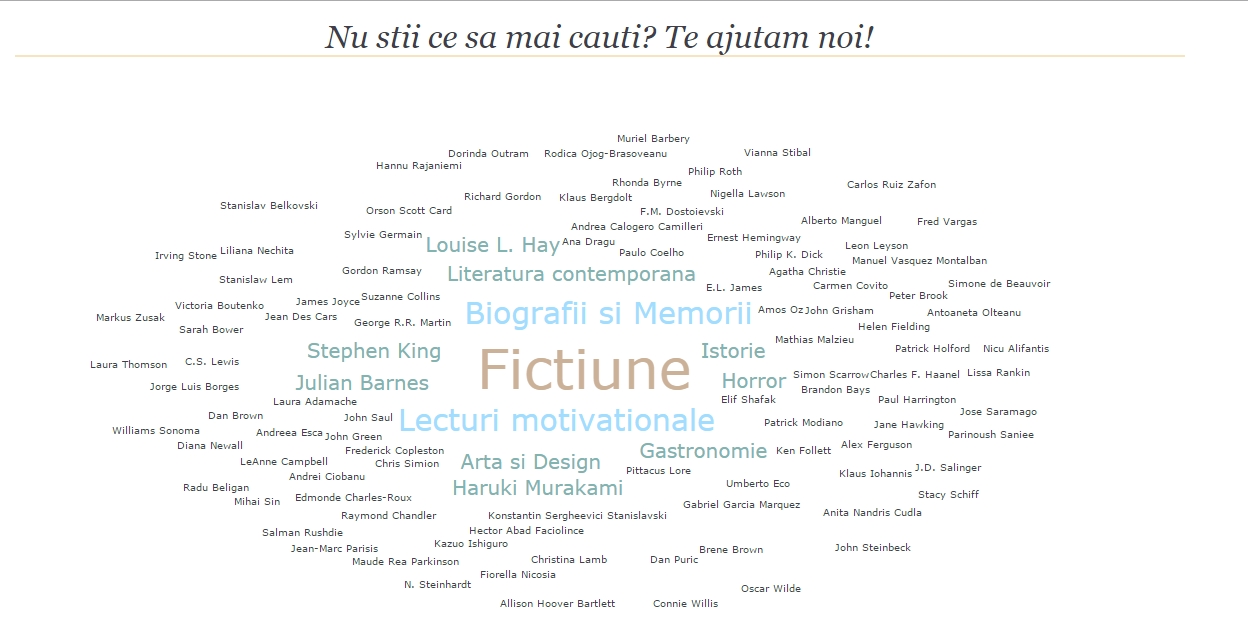 Nu stii ce sa mai cauti? Te ajutam noi!
Muriel Barbery
Dorinda Outram Rodica Ojog-Brasoveanu Vianna Stibal
Hannu Rajaniemi Philip Roth
Rhonda Byrne Carlos Ruiz Zafon
Richard Gordon Klaus Bergdolt Nigella Lawson
Stanislav Belkovski Orson Scott Card F.M. Dostoievski
Andrea Calogero Camilleri Alberto Manguel Fred Vargas
Sylvie Germain Louise L. Hay Ana Dragu Ernest Hemingway Leon Leyson
Irving Stone Liliana Nechita Paulo Coelho Philip K. Dick Manuel Vasquez Montalban
Stanislaw Lem Gordon Ramsay Literatura contemporana Agatha Christie
E.L. James Carmen Covito Simone de Beauvoir
Victoria Boutenko James Joyce Suzanne Collins Peter Brook
Markus Zusak Jean Des Cars Biografii si Memorii Amos Oz John Grisham Antoaneta Olteanu
Sarah Bower George R.R. Martin Helen Fielding
Mathias Malzieu
Stephen King Istorie Patrick Holford Nicu Alifantis
Laura Thomson C.S. Lewis Fictiune
Jorge Luis Borges Julian Barnes Horror Simon Scarrow Charles F. Haanel Lissa Rankin
Brandon Bays
Laura Adamache Elif Shafak Paul Harrington
Dan Brown John Saul Lecturi motivationale Patrick Modiano Jane Hawking Jose Saramago
Williams Sonoma Andreea Esca John Green Parinoush Saniee
Diana Newall Frederick Copleston Gastronomie Ken Follett Alex Ferguson
LeAnne Campbell Chris Simion Arta si Design Pittacus Lore Klaus Iohannis J.D. Salinger
Andrei Ciobanu
Radu Beligan Haruki Murakami Umberto Eco
Mihai Sin Edmonde Charles-Roux Gabriel Garcia Marquez Stacy Schiff
Raymond Chandler Konstantin Sergheevici Stanislavski Anita Nandris Cudla
Salman Rushdie Hector Abad Faciolince
Jean-Marc Parisis Kazuo Ishiguro Brene Brown John Steinbeck
Maude Rea Parkinson Christina Lamb Dan Puric
Fiorella Nicosia
N. Steinhardt Oscar Wilde
Allison Hoover Bartlett Connie Willis